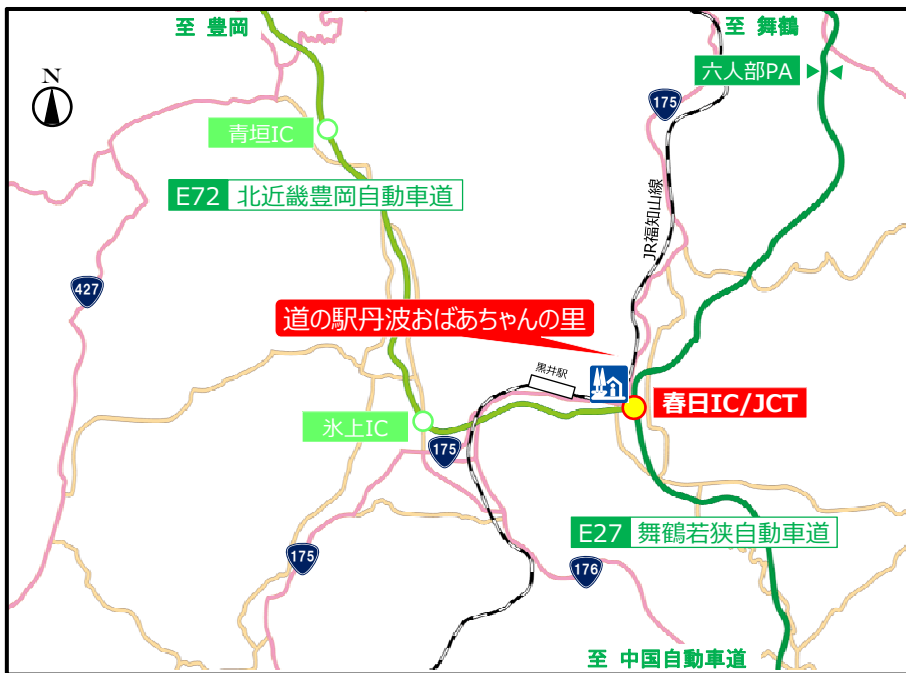 至 豊岡
至 舞鶴
N
六人部PA
175
青垣IC
E72 北近畿豊岡自動車道
JR福知山線
427
道の駅丹波おばあちゃんの里
黒井駅
春日IC/JCT
氷上IC
175
E27 舞鶴若狭自動車道
175
176
至 中国自動車道